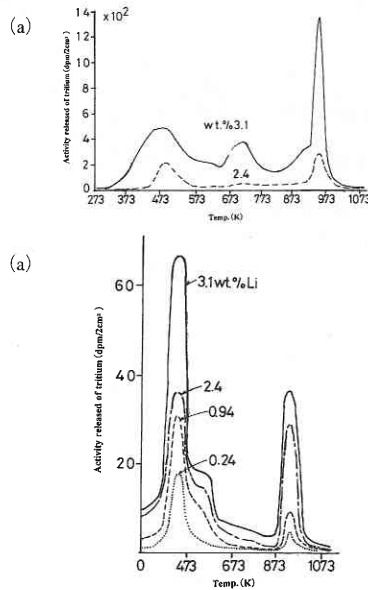 (a)
×10²
Activity released of tritium (dpm/2cm²)
14
12
10
8
6
4
2
0
wt.%3.1
2.4
273 373 473 573 673 773 873 973 1073
Temp. (K)
(a)
Activity released of tritium (dpm/2cm²)
60
40
20
3.1wt.%Li
2.4
0.94
0.24
0 473 673 873 1073
Temp. (K)